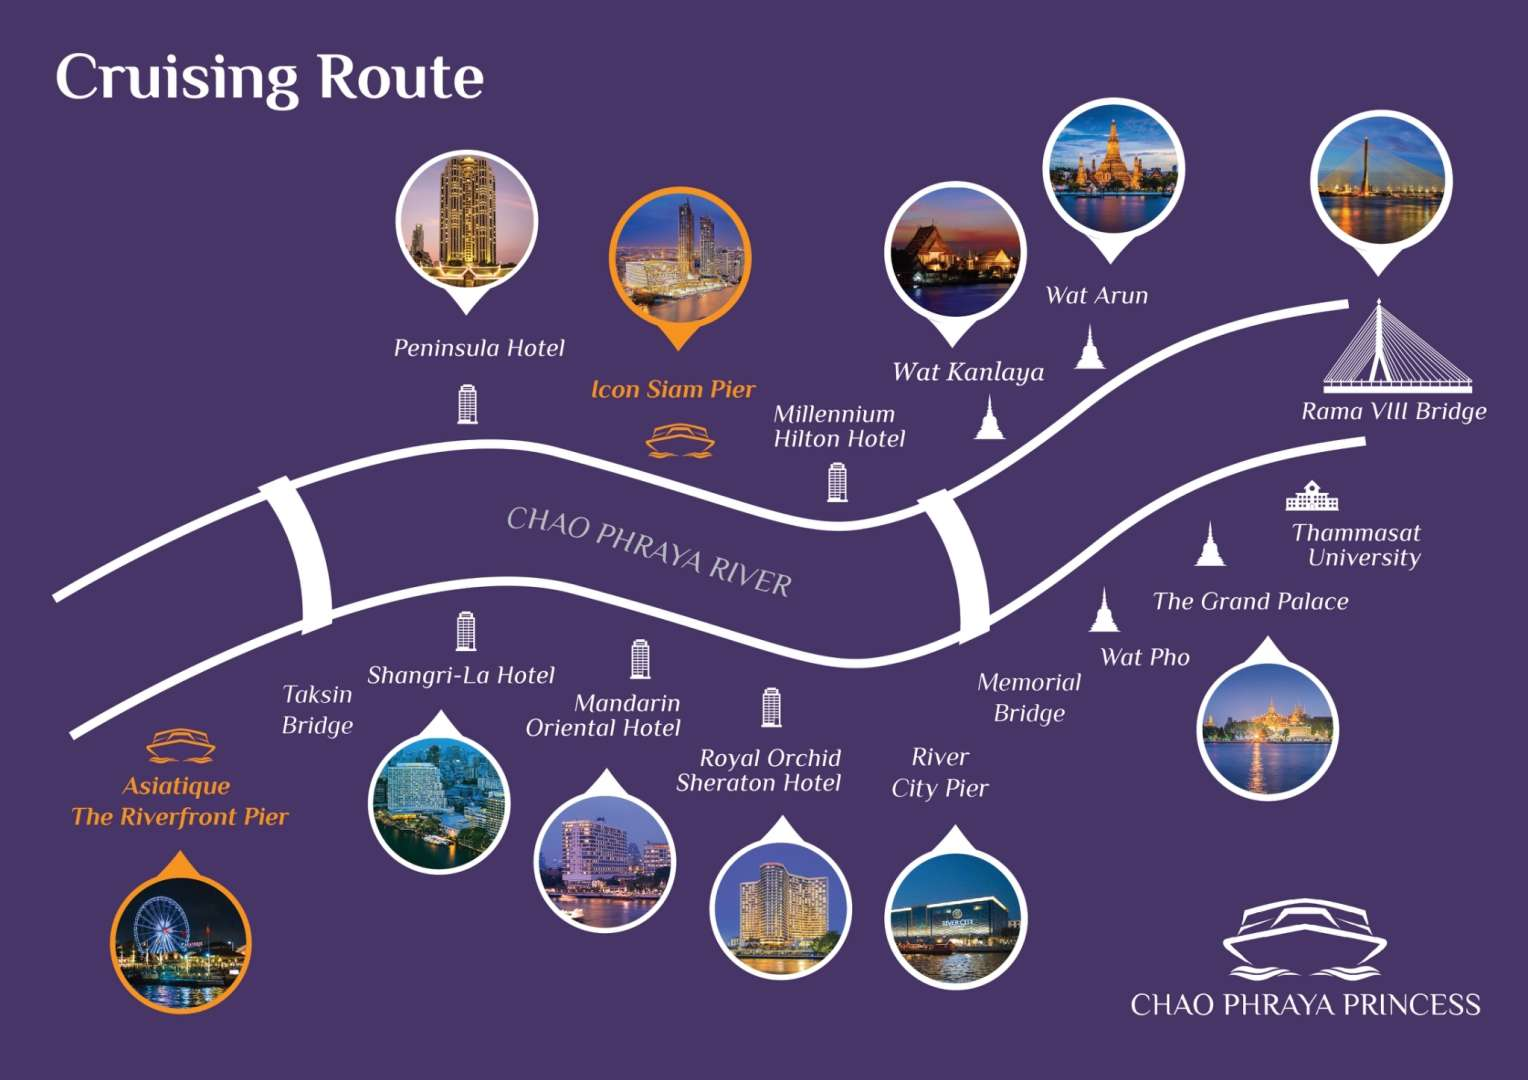 Cruising Route
Wat Arun
Peninsula Hotel
Wat Kanlaya
Icon Siam Pier
Millennium
Hilton Hotel
Rama VIII Bridge
CHAO PHRAYA RIVER
Thammasat
University
The Grand Palace
Wat Pho
Shangri-La Hotel
Taksin
Bridge
Mandarin
Oriental Hotel
Memorial
Bridge
Royal Orchid
Sheraton Hotel
River
City Pier
Asiatique
The Riverfront Pier
RIVER CITY
CHAO PHRAYA PRINCESS